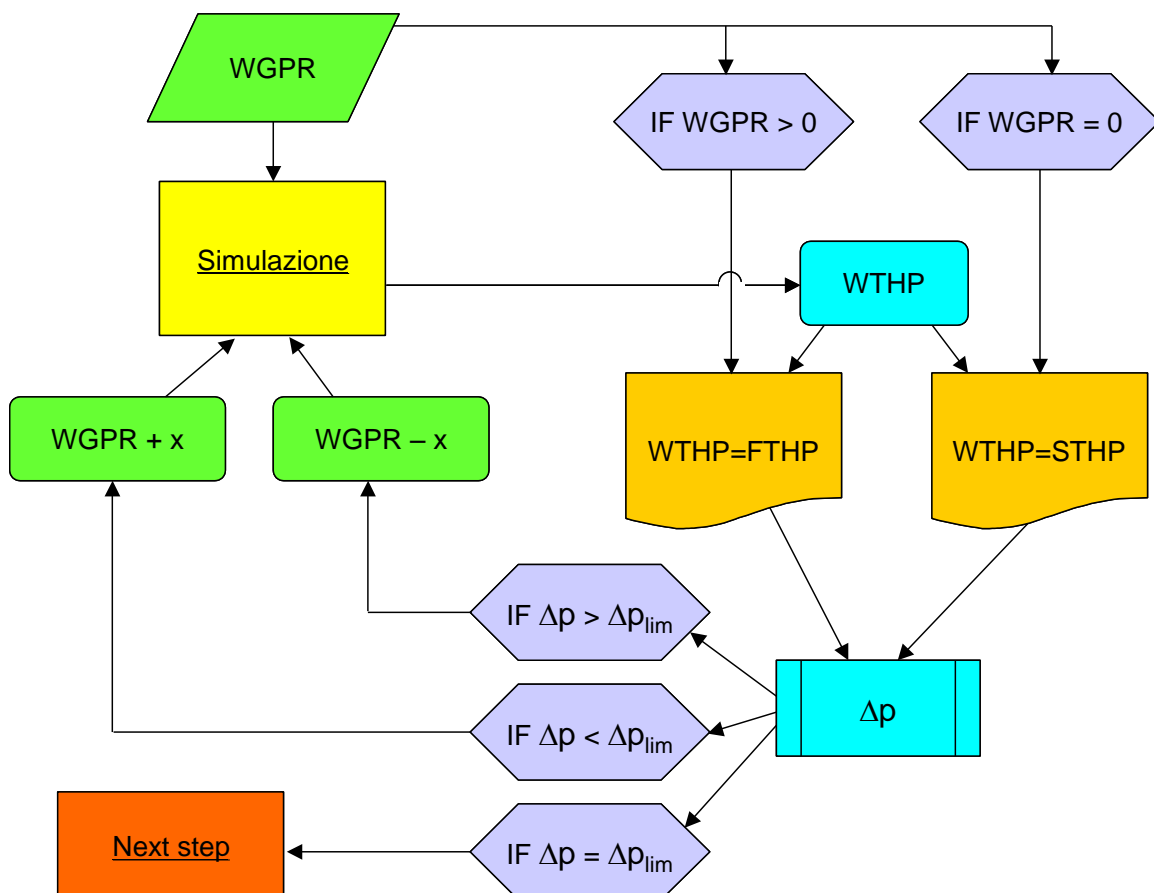 WGPR
IF WGPR > 0
IF WGPR = 0
Simulazione
WTHP
WGPR + x
WGPR – x
WTHP=FTHP
WTHP=STHP
IF Δp > Δplim
Δp
IF Δp < Δplim
IF Δp = Δplim
Next step